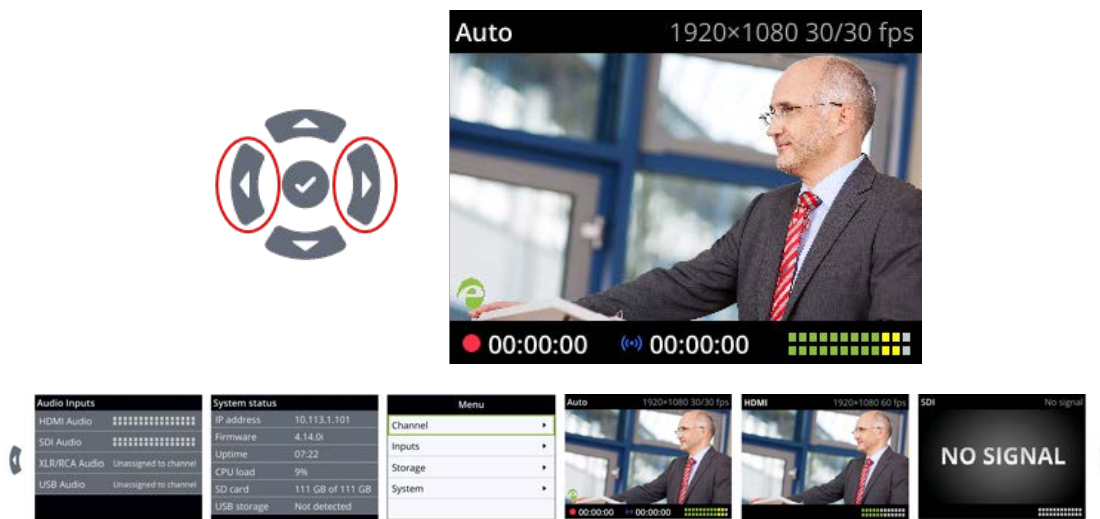 Auto 1920×1080 30/30 fps
00:00:00 00:00:00
Audio Inputs
HDMI Audio
SDI Audio
XLR/RCA Audio Unassigned to channel
USB Audio Unassigned to channel
System status
IP address 10.113.1.101
Firmware 4.14.0i
Uptime 07:22
CPU load 9%
SD card 111 GB of 111 GB
USB storage Not detected
Menu
Channel
Inputs
Storage
System
Auto 1920×1080 30/30 fps
00:00:00 00:00:00
HDMI 1920×1080 60 fps
SDI No signal
NO SIGNAL